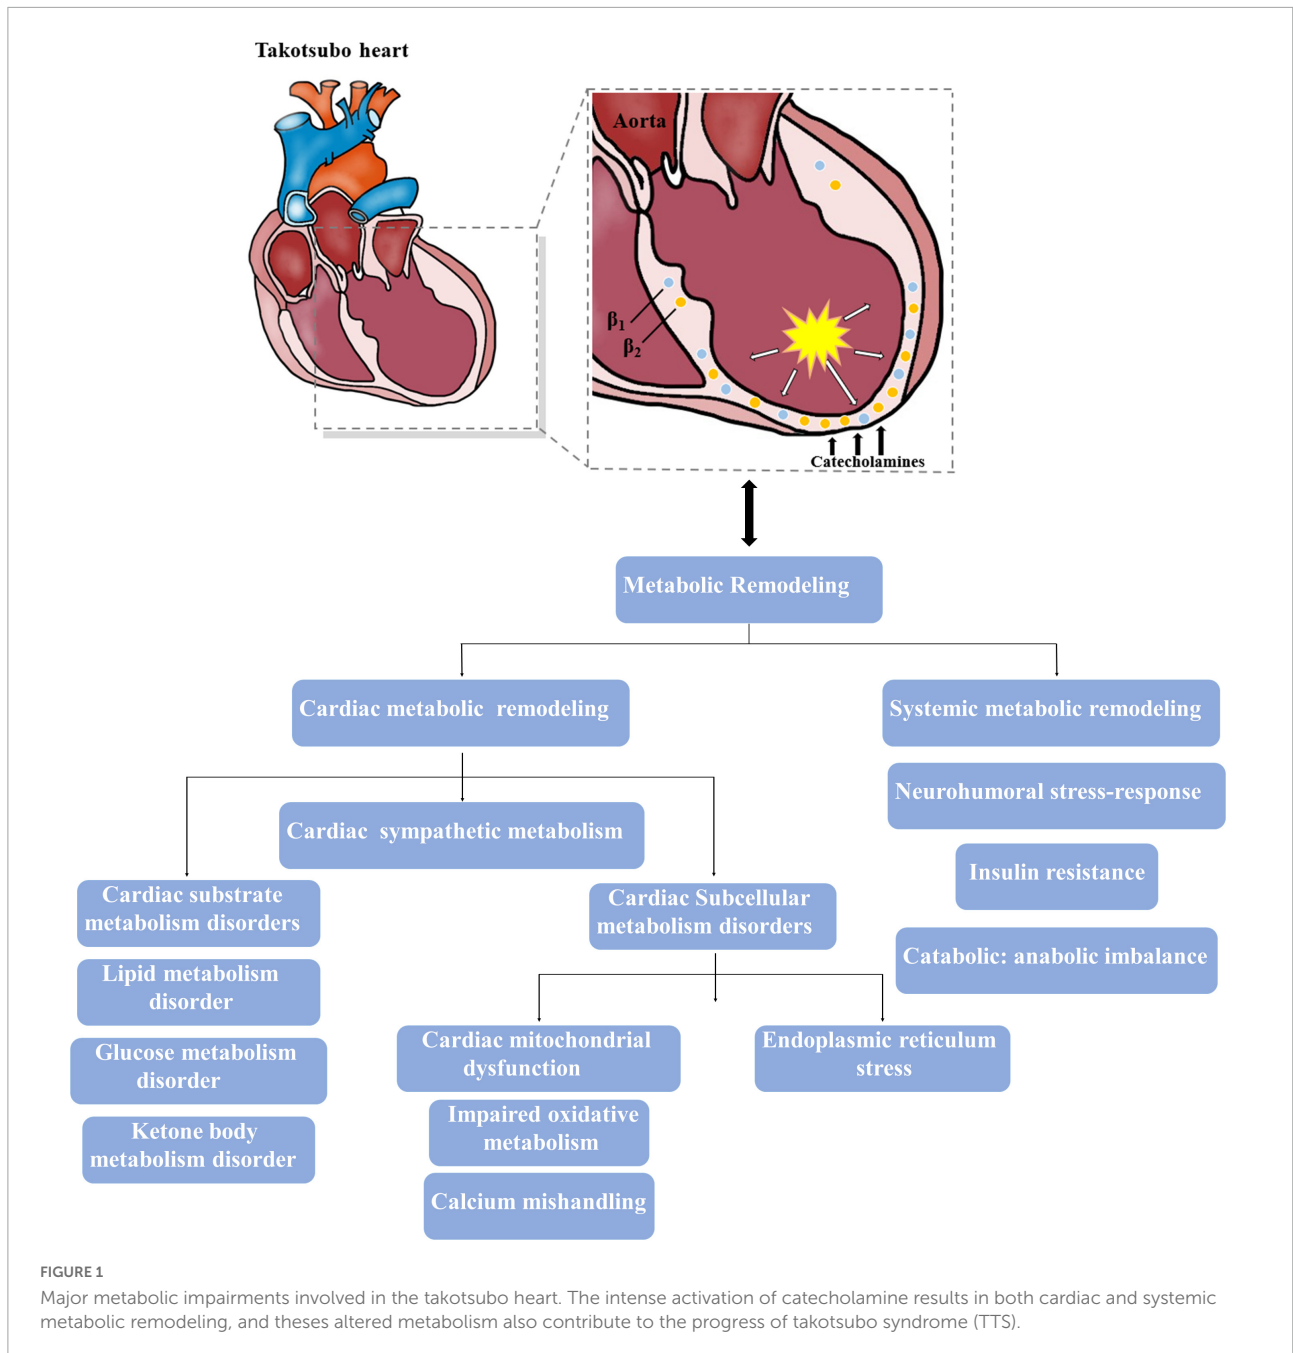 Takotsubo heart
Aorta
β1
β2
Catecholamines
Metabolic Remodeling
Cardiac metabolic remodeling
Systemic metabolic remodeling
Neurohumoral stress-response
Cardiac sympathetic metabolism
Insulin resistance
Cardiac substrate
metabolism disorders
Cardiac Subcellular
metabolism disorders
Catabolic: anabolic imbalance
Lipid metabolism
disorder
Glucose metabolism
disorder
Ketone body
metabolism disorder
Cardiac mitochondrial
dysfunction
Endoplasmic reticulum
stress
Impaired oxidative
metabolism
Calcium mishandling
FIGURE 1
Major metabolic impairments involved in the takotsubo heart. The intense activation of catecholamine results in both cardiac and systemic
metabolic remodeling, and theses altered metabolism also contribute to the progress of takotsubo syndrome (TTS).